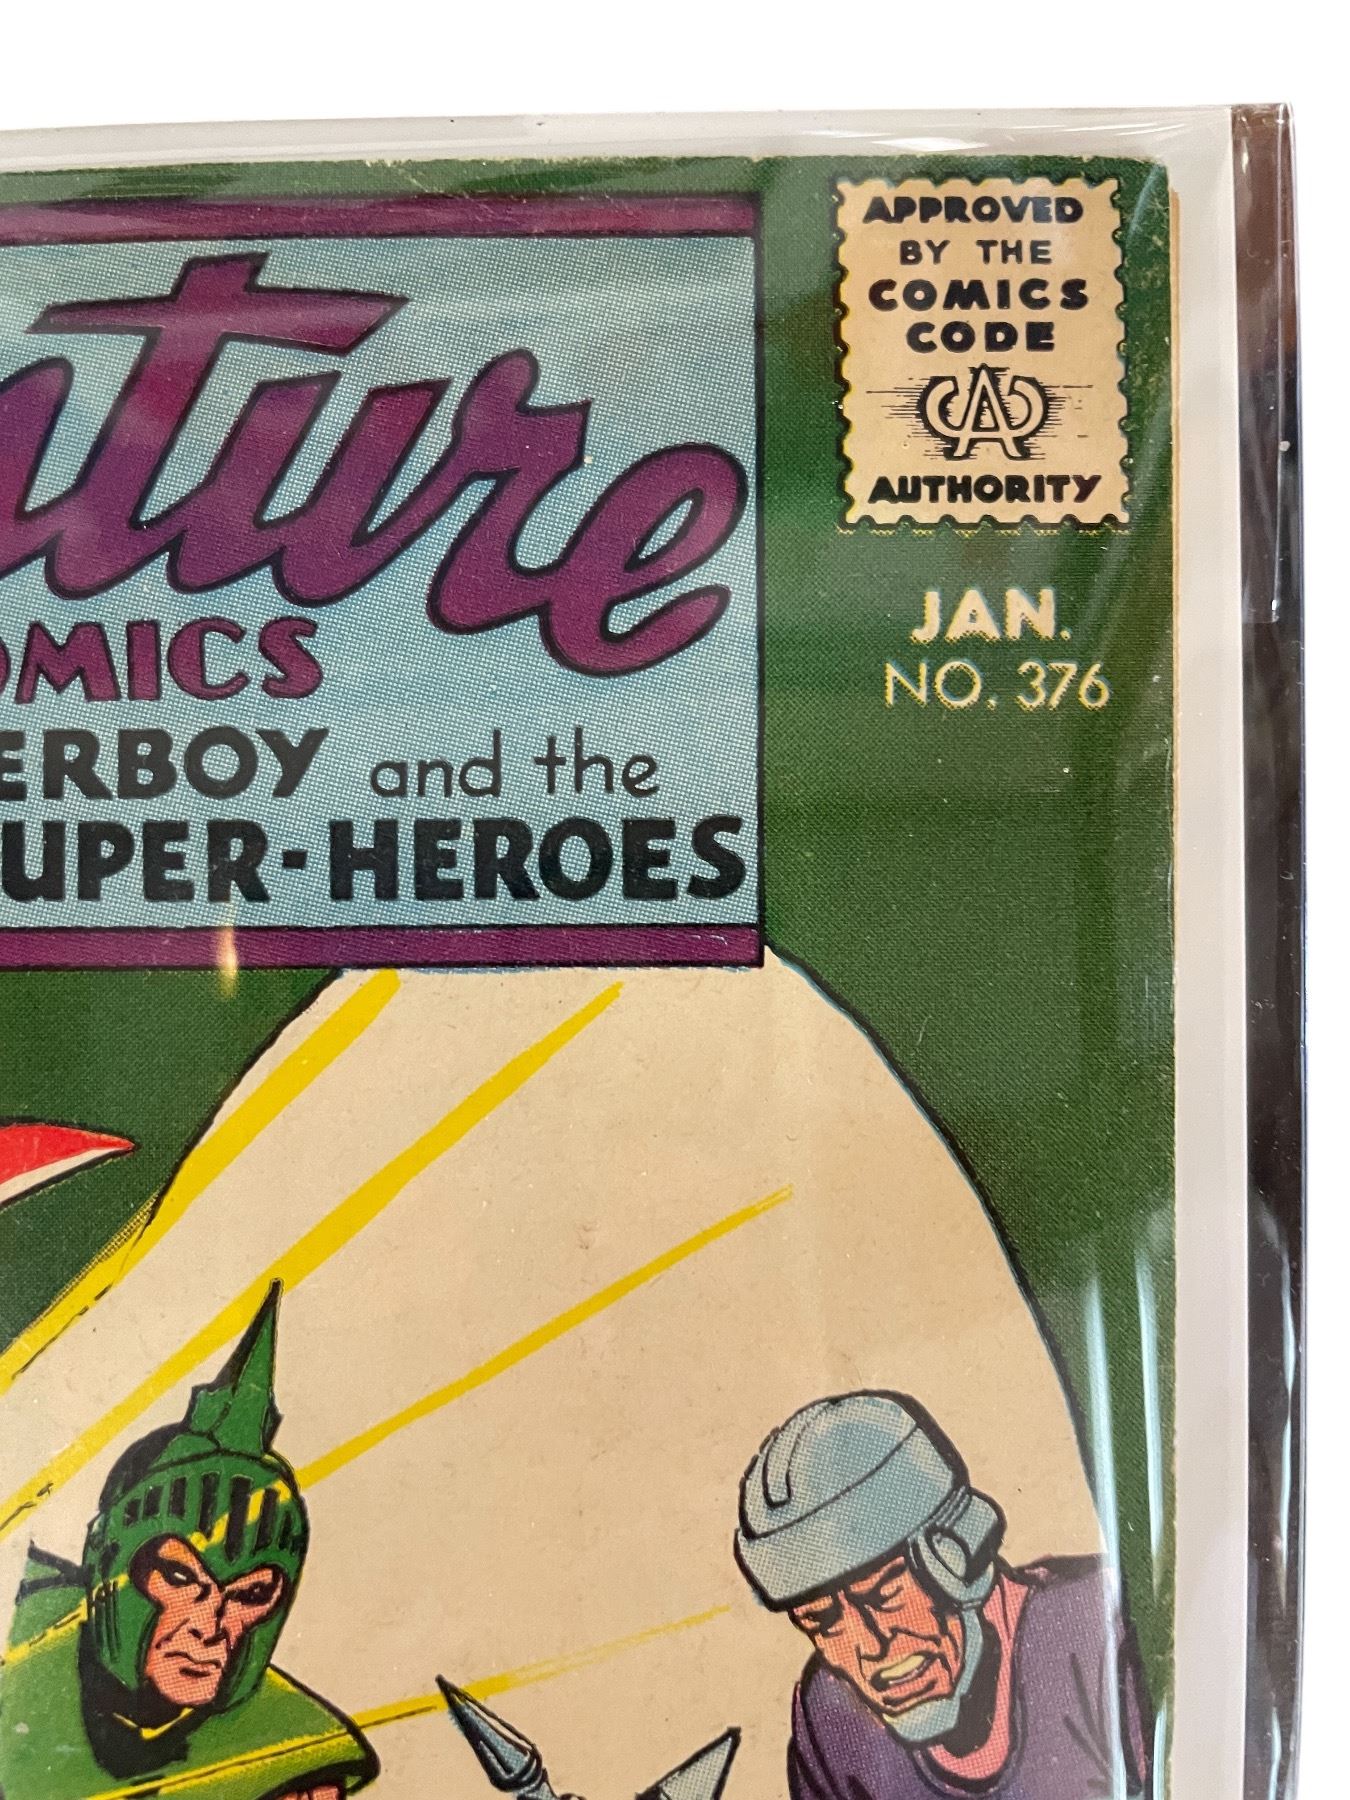 APPROVED
BY THE
COMICS
CODE
CA
AUTHORITY
JAN.
NO. 376
nture
OMICS
ERBOY and the
UPER-HEROES